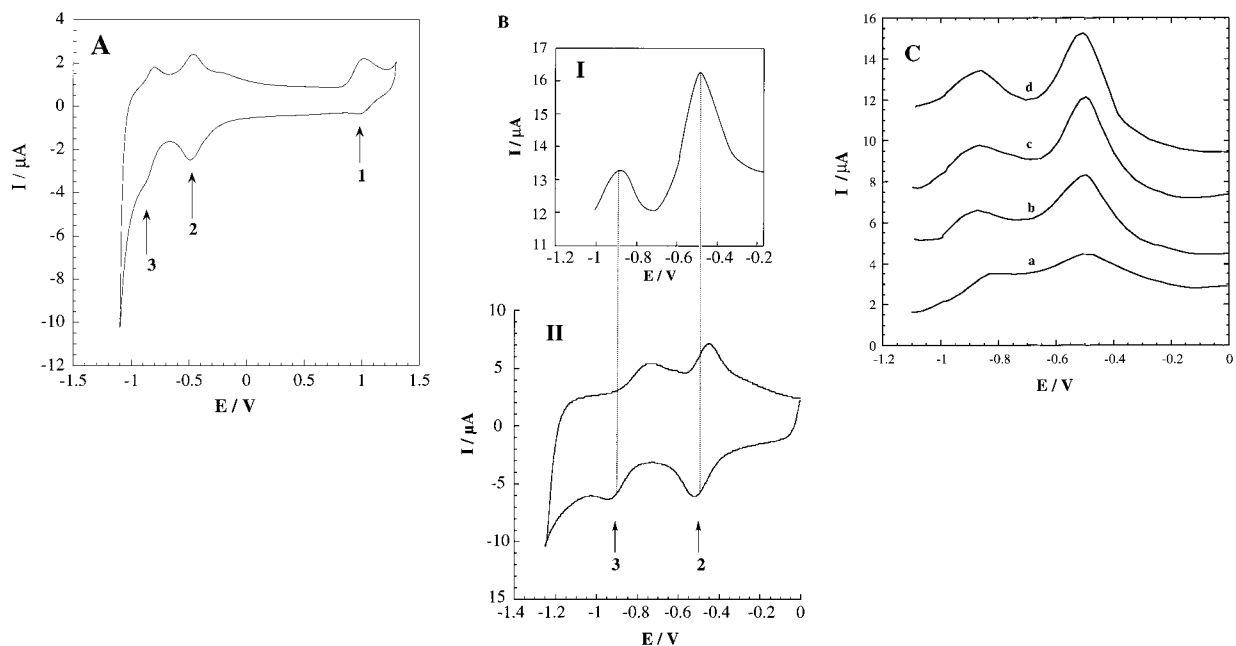 A
4
2
0
-2
-4
-6
-8
-10
-12
I / µA
-1.5 -1 -0.5 0 0.5 1 1.5
E / V
1
2
3
B
I
17
16
15
14
13
12
11
I / µA
-1.2 -1 -0.8 -0.6 -0.4 -0.2
E / V
II
10
5
0
-5
-10
15
I / µA
3
2
-1.4 -1.2 -1 -0.8 -0.6 -0.4 -0.2 0
E / V
C
16
14
12
10
8
6
4
2
0
I / µA
d
c
b
a
-1.2 -1 -0.8 -0.6 -0.4 -0.2 0
E / V